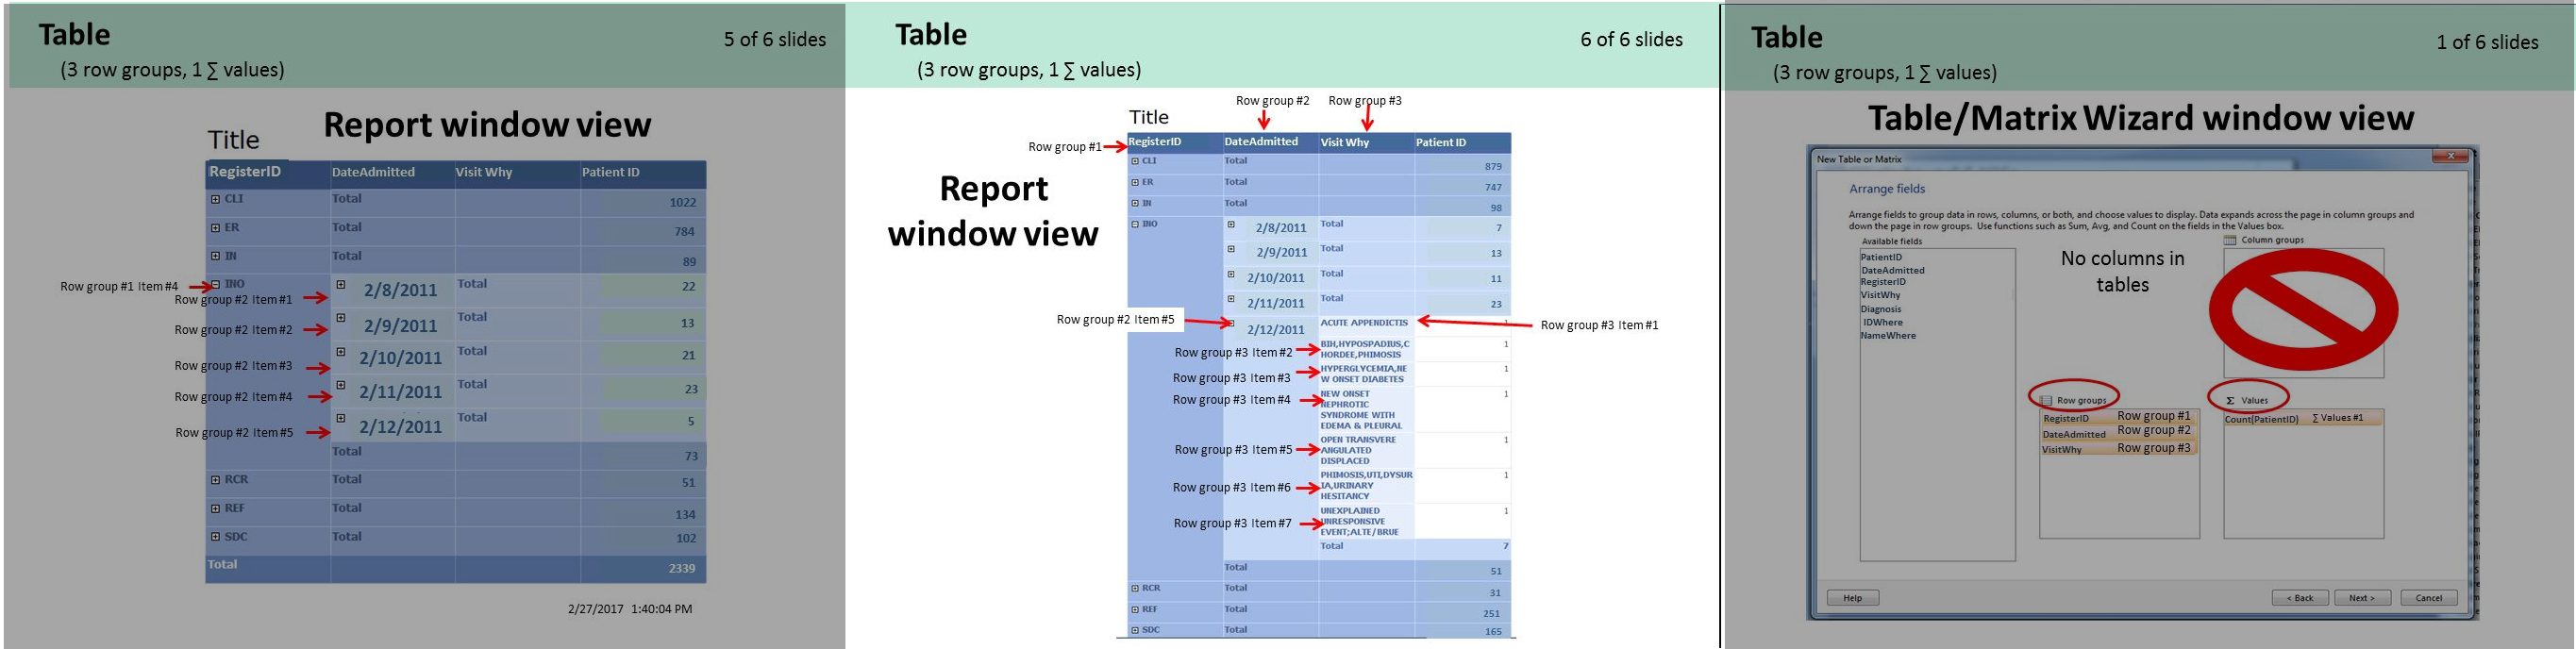 Table
5 of 6 slides
(3 row groups, 1 ∑ values)
Report window view
Title
RegisterID DateAdmitted Visit Why Patient ID
CLI Total 1022
ER Total 784
IN Total 89
Row group #1 Item #4
INO 2/8/2011 Total 22
Row group #2 Item #1
2/9/2011 Total 13
Row group #2 Item #2
2/10/2011 Total 21
Row group #2 Item #3
2/11/2011 Total 23
Row group #2 Item #4
2/12/2011 Total 5
Row group #2 Item #5
Total 73
RCR Total 51
REF Total 134
SDC Total 102
Total 2339
2/27/2017 1:40:04 PM
Table
6 of 6 slides
(3 row groups, 1 ∑ values)
Row group #2 Row group #3
Title
Row group #1
RegisterID DateAdmitted Visit Why Patient ID
Report
window view
CLI Total 879
ER Total 747
IN Total 98
INO 2/8/2011 Total 7
2/9/2011 Total 13
2/10/2011 Total 11
2/11/2011 Total 23
Row group #2 Item #5
2/12/2011 ACUTE APPENDICTIS 1
Row group #3 Item #1
Row group #3 Item #2
BIH,HYPOSPADIUS,C 1
HORDEE,PHIMOSIS
Row group #3 Item #3
HYPERGLYCEMIA,NE 1
W ONSET DIABETES
Row group #3 Item #4
NEW ONSET 1
NEPHROTIC
SYNDROME WITH
EDEMA & PLEURAL
Row group #3 Item #5
OPEN TRANSVERE 1
ANGULATED
DISPLACED
Row group #3 Item #6
PHIMOSIS,UTI,DYSUR 1
IA,URINARY
HESITANCY
Row group #3 Item #7
UNEXPLAINED 1
UNRESPONSIVE
EVENT;ALTE/BRUE
Total 7
Total 51
RCR Total 31
REF Total 251
SDC Total 165
Table
1 of 6 slides
(3 row groups, 1 ∑ values)
Table/Matrix Wizard window view
New Table or Matrix
Arrange fields
Arrange fields to group data in rows, columns, or both, and choose values to display. Data expands across the page in column groups and
down the page in row groups. Use functions such as Sum, Avg, and Count on the fields in the Values box.
Available fields
Column groups
PatientID
DateAdmitted
RegisterID
VisitWhy
Diagnosis
IDWhere
NameWhere
No columns in
tables
Row groups
RegisterID Row group #1
DateAdmitted Row group #2
VisitWhy Row group #3
Σ Values
Count(PatientID) ∑ Values #1
Help
< Back
Next >
Cancel